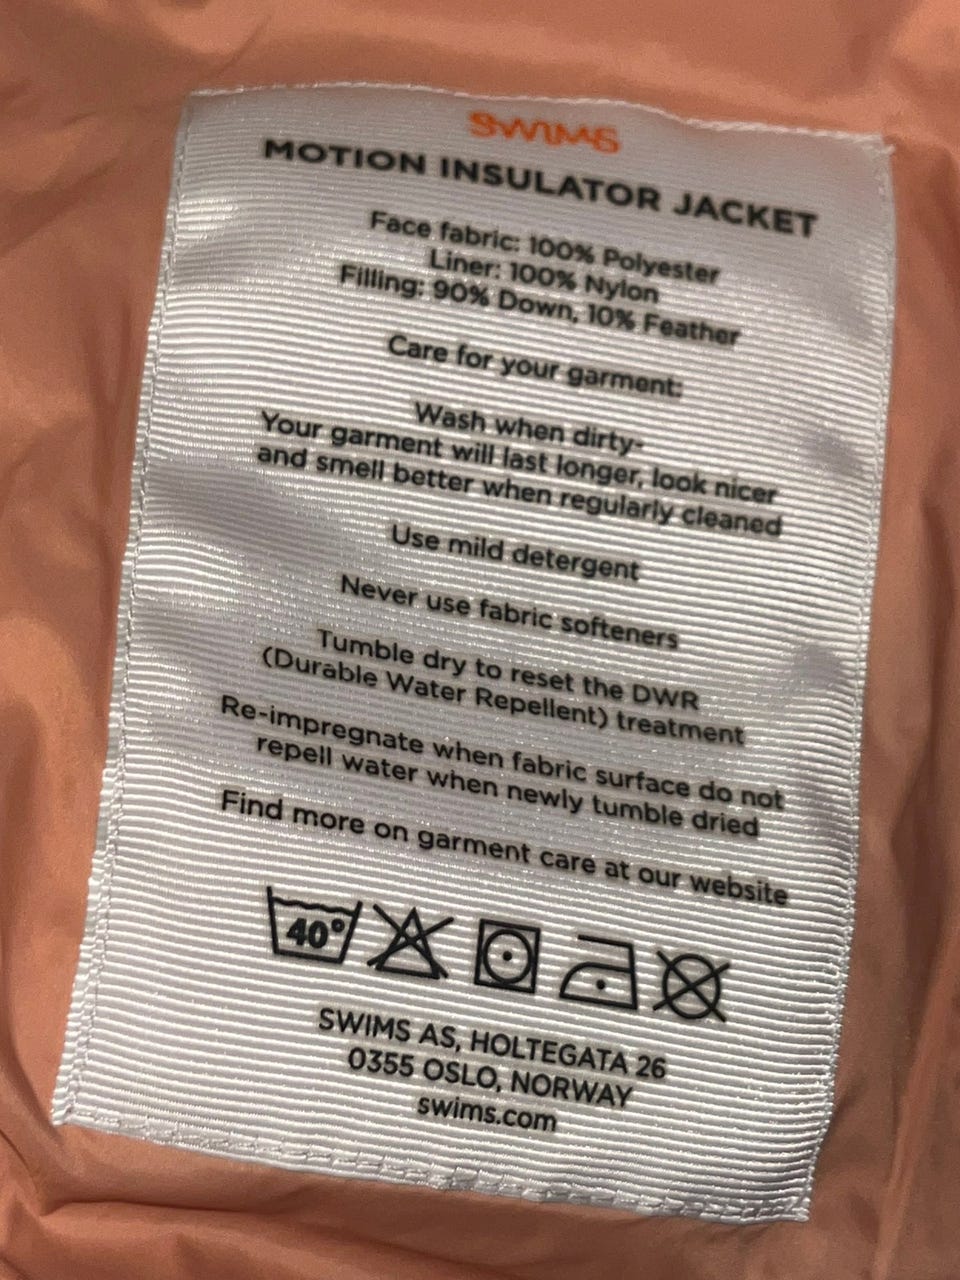 SWIMS
MOTION INSULATOR JACKET
Face fabric: 100% Polyester
Liner: 100% Nylon
Filling: 90% Down, 10% Feather
Care for your garment:
Wash when dirty-
Your garment will last longer, look nicer
and smell better when regularly cleaned
Use mild detergent
Never use fabric softeners
Tumble dry to reset the DWR
(Durable Water Repellent) treatment
Re-impregnate when fabric surface do not
repell water when newly tumble dried
Find more on garment care at our website
40°
SWIMS AS, HOLTEGATA 26
0355 OSLO, NORWAY
swims.com